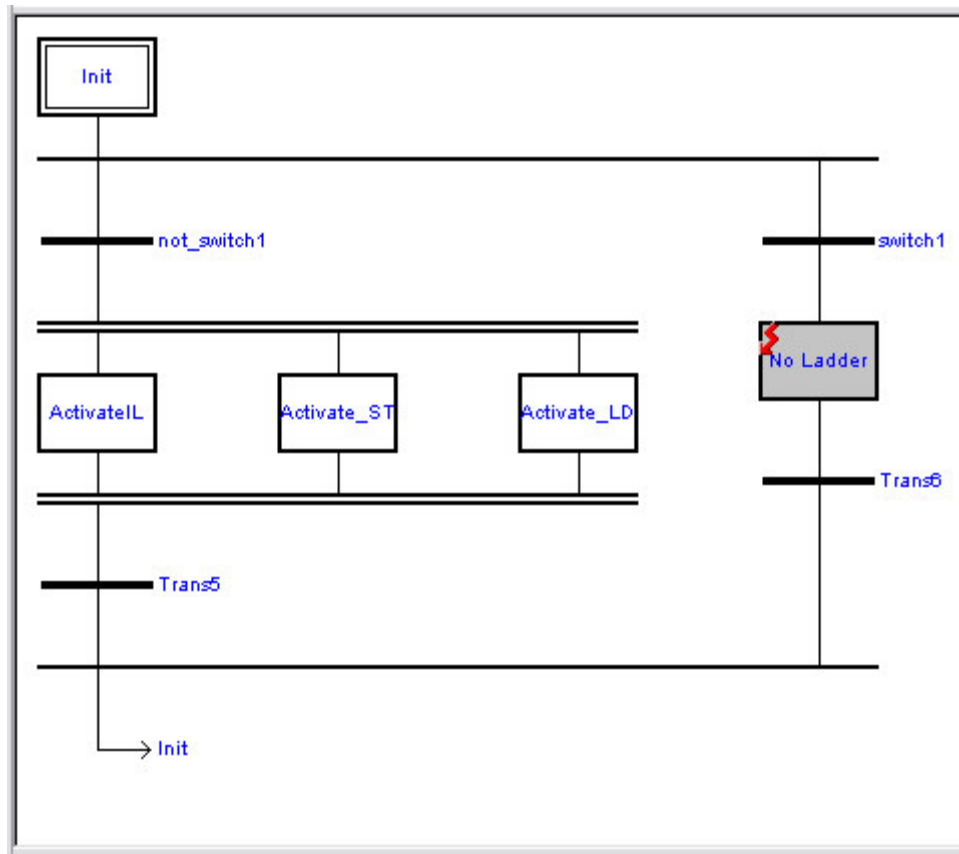 Init
not_switch1
switch1
No Ladder
ActivateIL
Activate_ST
Activate_LD
Trans6
Trans5
Init